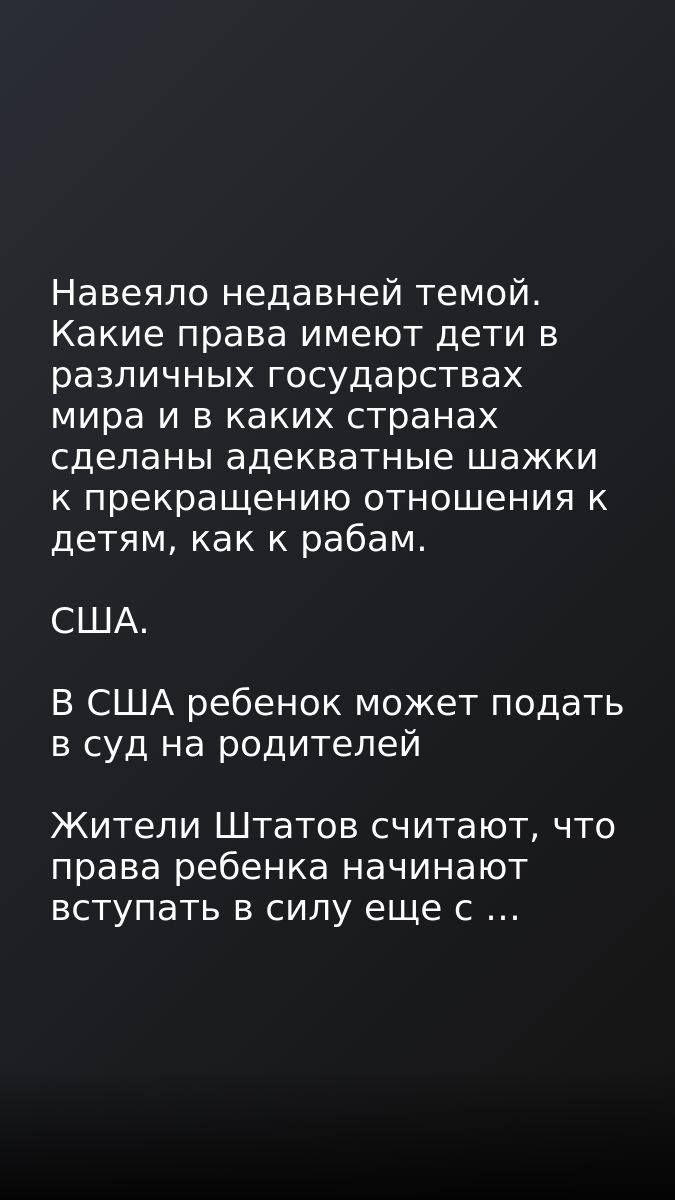 Навеяло недавней темой.
Какие права имеют дети в
различных государствах
мира и в каких странах
сделаны адекватные шажки
к прекращению отношения к
детям, как к рабам.
США.
В США ребенок может подать
в суд на родителей
Жители Штатов считают, что
права ребенка начинают
вступать в силу еще с ...